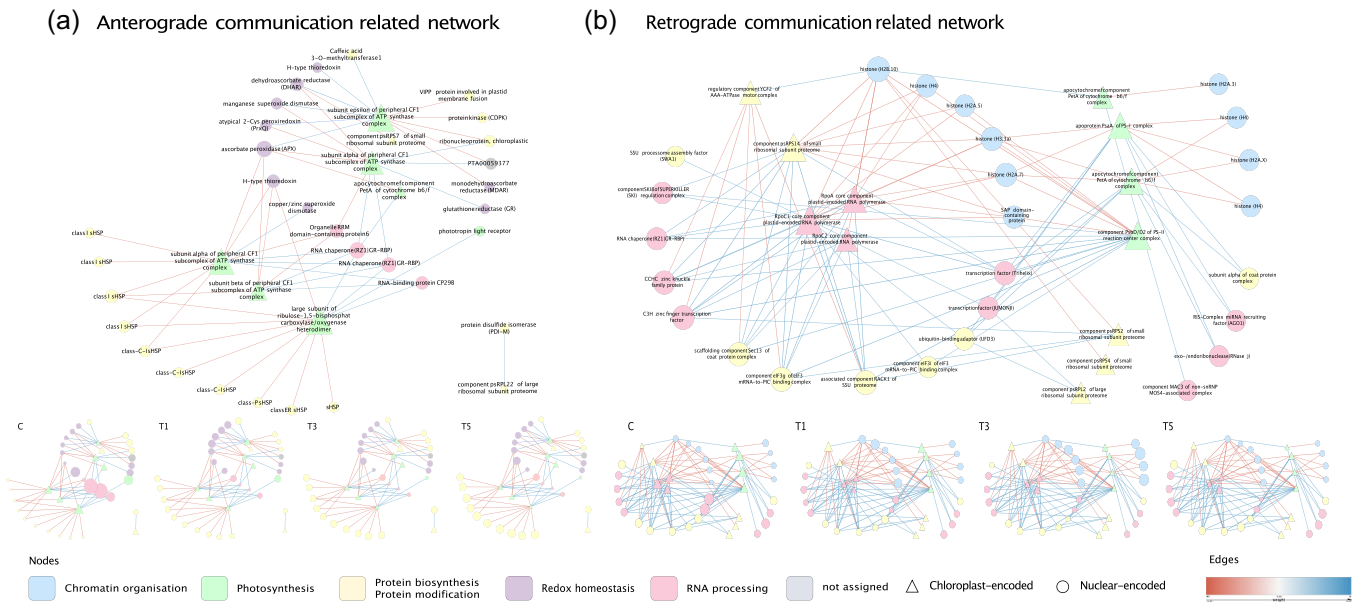 (a) Anterograde communication related network
Caffeic acid
3-O-methyltransferase1
H-type thioredoxin
dehydroascorbate reductase
(DHAR)
manganese superoxide dismutase
atypical 2-Cys peroxiredoxin
(PrxQ)
ascorbate peroxidase (APX)
H-type thioredoxin
VIPP protein involved in plastid
membrane fusion
subunit epsilon of peripheral CF1
subcomplex of ATP synthase
complex
proteinkinase (CDPK)
component psRPS7 of small
ribosomal subunit proteome
ribonucleoprotein, chloroplastic
subunit alpha of peripheral CF1
subcomplex of ATP synthase
complex
PTA00059377
apocytochromefcomponent
PetA of cytochrome b6/f
complex
monodehydroascorbate
reductase (MDAR)
copper/zinc superoxide
dismutase
glutathione reductase (GR)
Organelle RRM
domain-containing protein6
phototropin light receptor
class I sHSP
RNA chaperone(RZ1)(GR-RBP)
subunit alpha of peripheral CF1
subcomplex of ATP synthase
complex
RNA chaperone (RZ1)(GR-RBP)
class I sHSP
subunit beta of peripheral CF1
subcomplex of ATP synthase
complex
RNA-binding protein CP29B
class I sHSP
large subunit of
ribulose-1,5-bisphosphat
carboxylase/oxygenase
heterodimer
class I sHSP
protein disulfide isomerase
(PDI-M)
class-C-IsHSP
class-C-IsHSP
class-C-IsHSP
class-PsHSP
classER sHSP
sHSP
component psRPL22 of large
ribosomal subunit proteome
C
T1
T3
T5
(b) Retrograde communication related network
histone (H2B,10)
regulatory component YCF2 of
AAA-ATPase motor complex
histone (H4)
histone (H2A.5)
histone (H3.3a)
histone (H2A.7)
apocytochromefcomponent
PetA of cytochrome b6/f
complex
histone (H2A.3)
apoprotein PsaA of PS-I complex
histone (H4)
component psRPS14 of small
ribosomal subunit proteome
SSU processome assembly factor
(SWA1)
histone (H2A.X)
apocytochromefcomponent
PetA of cytochrome b6/f
complex
componentSKI8 of SUPERKILLER
(SKI) regulation complex
RpoA core component
plastid-encoded RNA polymerase
histone (H4)
SAP domain-
containing protein
RpoC1 core component
plastid-encoded RNA polymerase
RNA chaperone(RZ1)(GR-RBP)
RpoC2 core component
plastid-encoded RNA polymerase
component PsbD/D2 of PS-II
reaction center complex
CCHC zinc knuckle
family protein
transcription factor (Trihelix)
subunit alpha of coat protein
complex
C3H zinc finger transcription
factor
transcription factor(JUMONJI)
RIS-Complex miRNA recruiting
factor (AGO1)
ubiquitin-binding adaptor (UFD3)
component psRPS2 of small
ribosomal subunit proteome
scaffolding component Sec13 of
coat protein complex
exo-/endoribonuclease(RNase J)
component eIF3i of eIF3
mRNA-to-PIC binding complex
component psRPS4 of small
ribosomal subunit proteome
component eIF3g of eIF3
mRNA-to-PIC binding complex
associated component RACK1 of
SSU proteome
component psRPL2 of large
ribosomal subunit proteome
component MAC3 of non-snRNP
MOS4-associated complex
C
T1
T3
T5
Nodes
Chromatin organisation
Photosynthesis
Protein biosynthesis
Protein modification
Redox homeostasis
RNA processing
not assigned
Chloroplast-encoded
Nuclear-encoded
Edges
weight